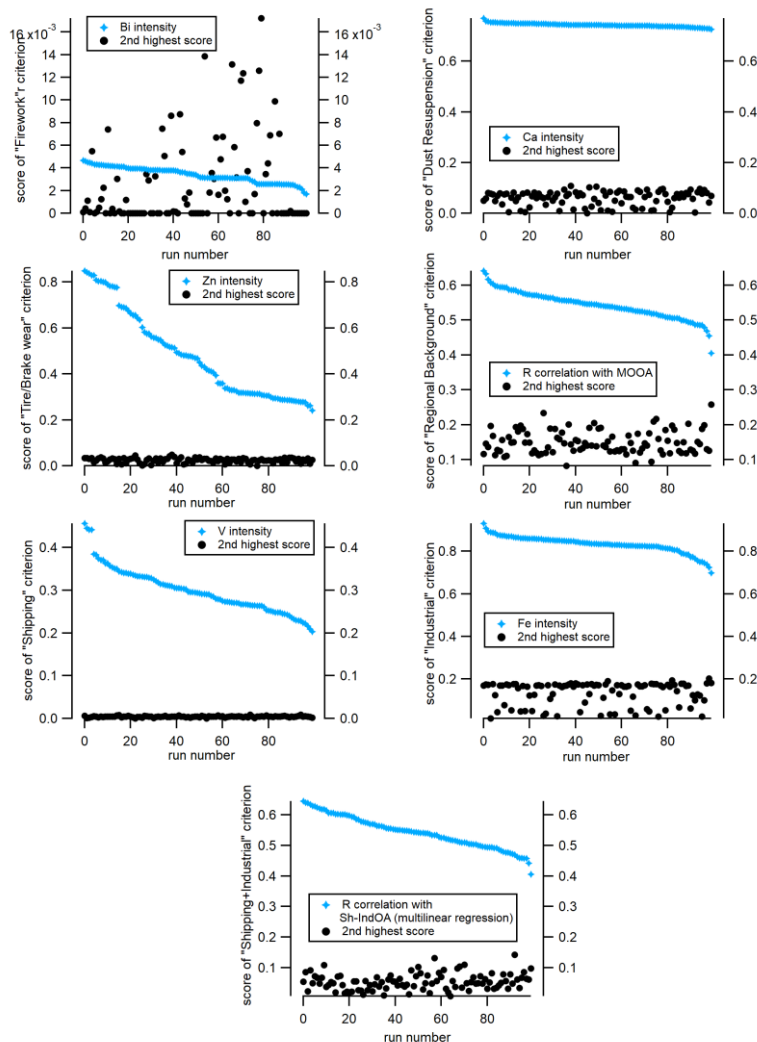 score of "Firework"r criterion
16 x10⁻³ 16 x10⁻³
Bi intensity
2nd highest score
14 14
12 12
10 10
8 8
6 6
4 4
2 2
0 0
0 20 40 60 80
run number
score of "Dust Resuspension" criterion
0.6 0.6
0.4 0.4
0.2 0.2
0.0 0.0
Ca intensity
2nd highest score
0 20 40 60 80
run number
score of "Tire/Brake wear" criterion
0.8 0.8
0.6 0.6
0.4 0.4
0.2 0.2
0.0 0.0
Zn intensity
2nd highest score
0 20 40 60 80
run number
score of "Regional Background" criterion
0.6 0.6
0.5 0.5
0.4 0.4
0.3 0.3
0.2 0.2
0.1 0.1
R correlation with MOOA
2nd highest score
0 20 40 60 80
run number
score of "Shipping" criterion
0.4 0.4
0.3 0.3
0.2 0.2
0.1 0.1
0.0 0.0
V intensity
2nd highest score
0 20 40 60 80
run number
score of "Industrial" criterion
0.8 0.8
0.6 0.6
0.4 0.4
0.2 0.2
Fe intensity
2nd highest score
0 20 40 60 80
run number
score of "Shipping+Industrial" criterion
0.6 0.6
0.5 0.5
0.4 0.4
0.3 0.3
0.2 0.2
0.1 0.1
R correlation with
Sh-IndOA (multilinear regression)
2nd highest score
0 20 40 60 80
run number